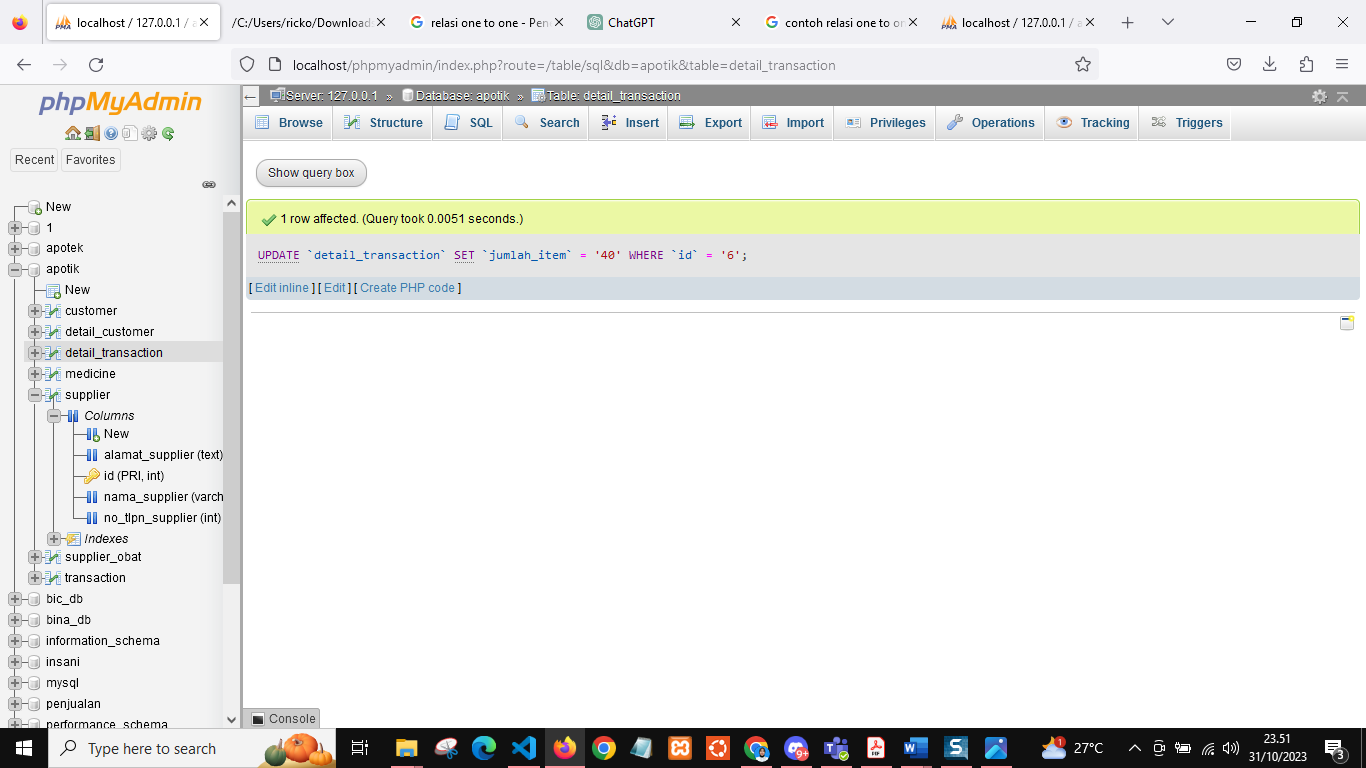 localhost / 127.0.0.1 / a
/C:/Users/ricko/Download
relasi one to one - Pen
ChatGPT
contoh relasi one to on
localhost / 127.0.0.1 / a
localhost/phpmyadmin/index.php?route=/table/sql&db=apotik&table=detail_transaction
phpMyAdmin
Recent Favorites
New
1
apotek
apotik
New
customer
detail_customer
detail_transaction
medicine
supplier
Columns
New
alamat_supplier (text)
id (PRI, int)
nama_supplier (varch
no_tlpn_supplier (int)
Indexes
supplier_obat
transaction
bic_db
bina_db
information_schema
insani
mysql
penjualan
performance_schema
Server: 127.0.0.1 » Database: apotik » Table: detail_transaction
Browse Structure SQL Search Insert Export Import Privileges Operations Tracking Triggers
Show query box
1 row affected. (Query took 0.0051 seconds.)
UPDATE `detail_transaction` SET `jumlah_item` = '40' WHERE `id` = '6';
[ Edit inline ] [ Edit ] [ Create PHP code ]
Console
Type here to search
9+
1
27°C
23.51
31/10/2023
3